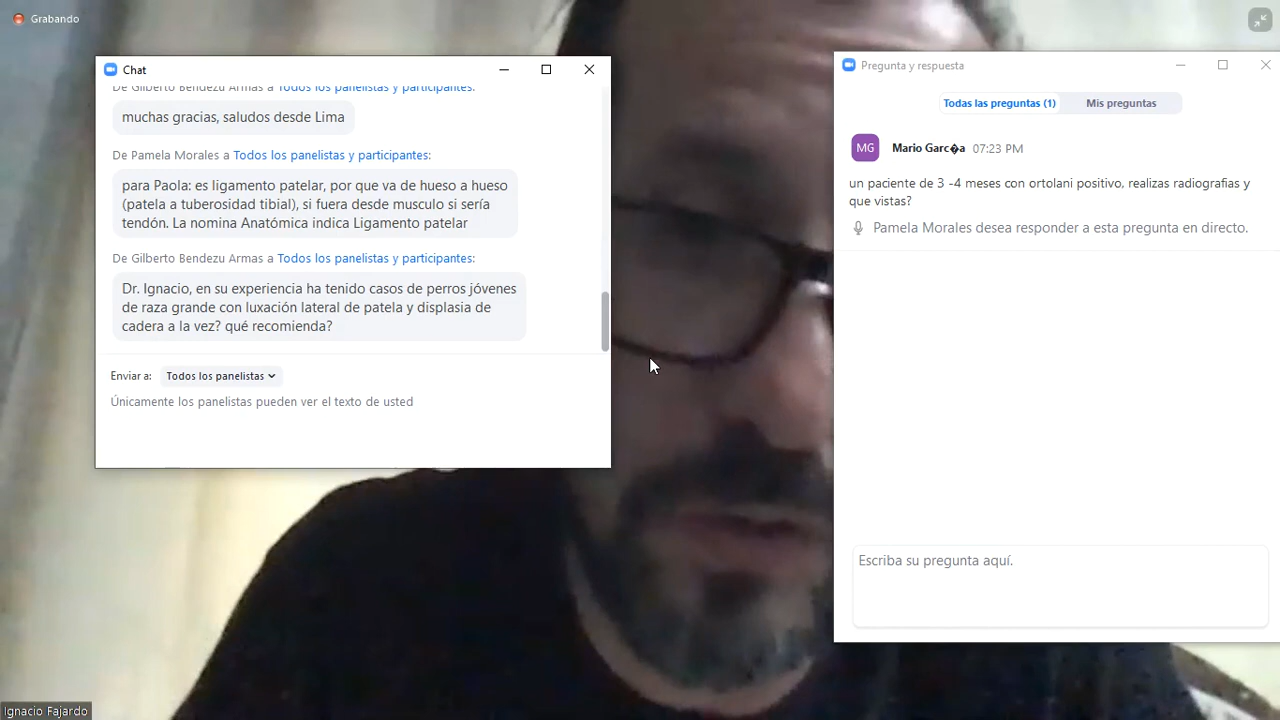 Grabando
Chat
De Gilberto Bendezu Armas a Todos los panelistas y participantes:
muchas gracias, saludos desde Lima
De Pamela Morales a Todos los panelistas y participantes:
para Paola: es ligamento patelar, por que va de hueso a hueso
(patela a tuberosidad tibial), si fuera desde musculo si sería
tendón. La nomina Anatómica indica Ligamento patelar
De Gilberto Bendezu Armas a Todos los panelistas y participantes:
Dr. Ignacio, en su experiencia ha tenido casos de perros jóvenes
de raza grande con luxación lateral de patela y displasia de
cadera a la vez? qué recomienda?
Enviar a: Todos los panelistas
Únicamente los panelistas pueden ver el texto de usted
Pregunta y respuesta
Todas las preguntas (1) Mis preguntas
MG Mario Garc�a 07:23 PM
un paciente de 3 -4 meses con ortolani positivo, realizas radiografias y
que vistas?
Pamela Morales desea responder a esta pregunta en directo.
Escriba su pregunta aquí.
Ignacio Fajardo